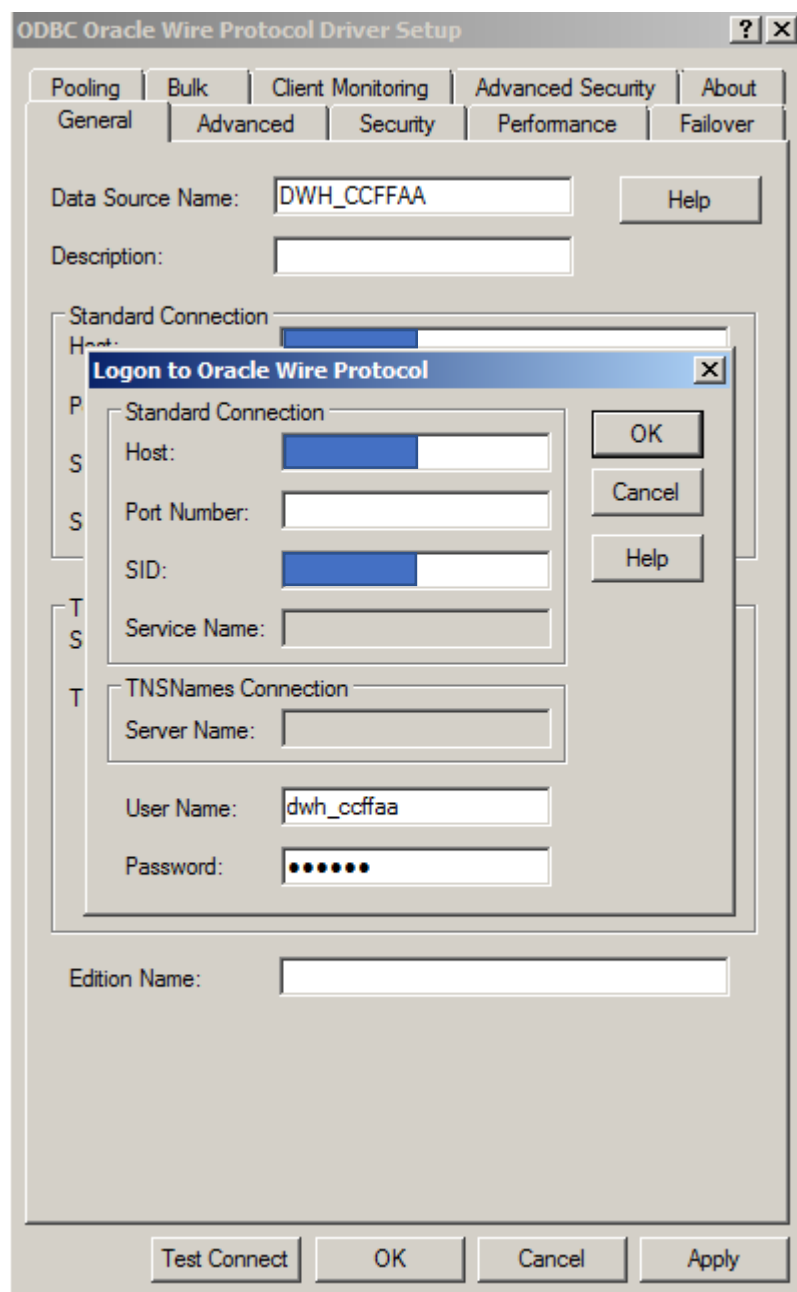 ODBC Oracle Wire Protocol Driver Setup
Pooling Bulk Client Monitoring Advanced Security About
General Advanced Security Performance Failover
Data Source Name: DWH_CCFFAA Help
Description:
Standard Connection
Logon to Oracle Wire Protocol
P
S
S
T
S
T
Standard Connection
Host: OK
Port Number: Cancel
SID: Help
Service Name:
TNSNames Connection
Server Name:
User Name: dwh_ccffaa
Password: ●●●●●●
Edition Name:
Test Connect OK Cancel Apply